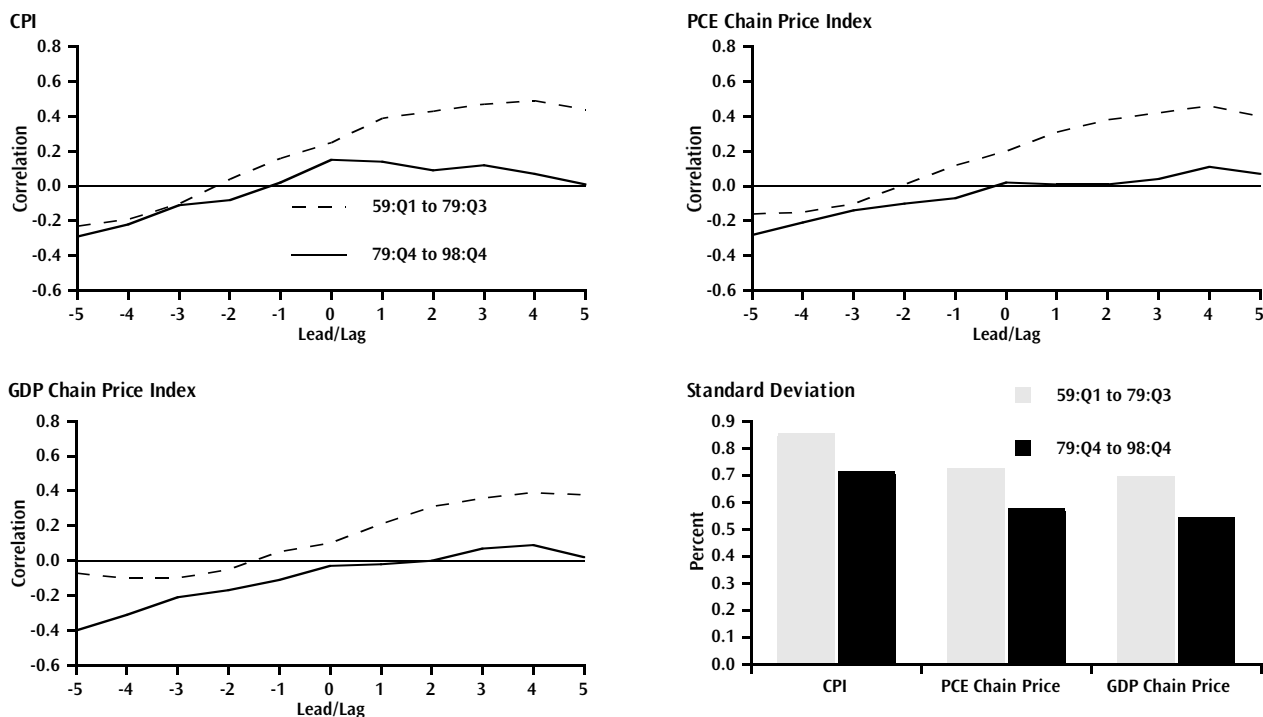 CPI
0.8
0.6
0.4
0.2
0.0
-0.2
-0.4
-0.6
Correlation
59:Q1 to 79:Q3
79:Q4 to 98:Q4
-5 -4 -3 -2 -1 0 1 2 3 4 5
Lead/Lag
PCE Chain Price Index
0.8
0.6
0.4
0.2
0.0
-0.2
-0.4
-0.6
Correlation
-5 -4 -3 -2 -1 0 1 2 3 4 5
Lead/Lag
GDP Chain Price Index
0.8
0.6
0.4
0.2
0.0
-0.2
-0.4
-0.6
Correlation
-5 -4 -3 -2 -1 0 1 2 3 4 5
Lead/Lag
Standard Deviation
59:Q1 to 79:Q3
79:Q4 to 98:Q4
0.9
0.8
0.7
0.6
0.5
0.4
0.3
0.2
0.1
0.0
Percent
CPI PCE Chain Price GDP Chain Price